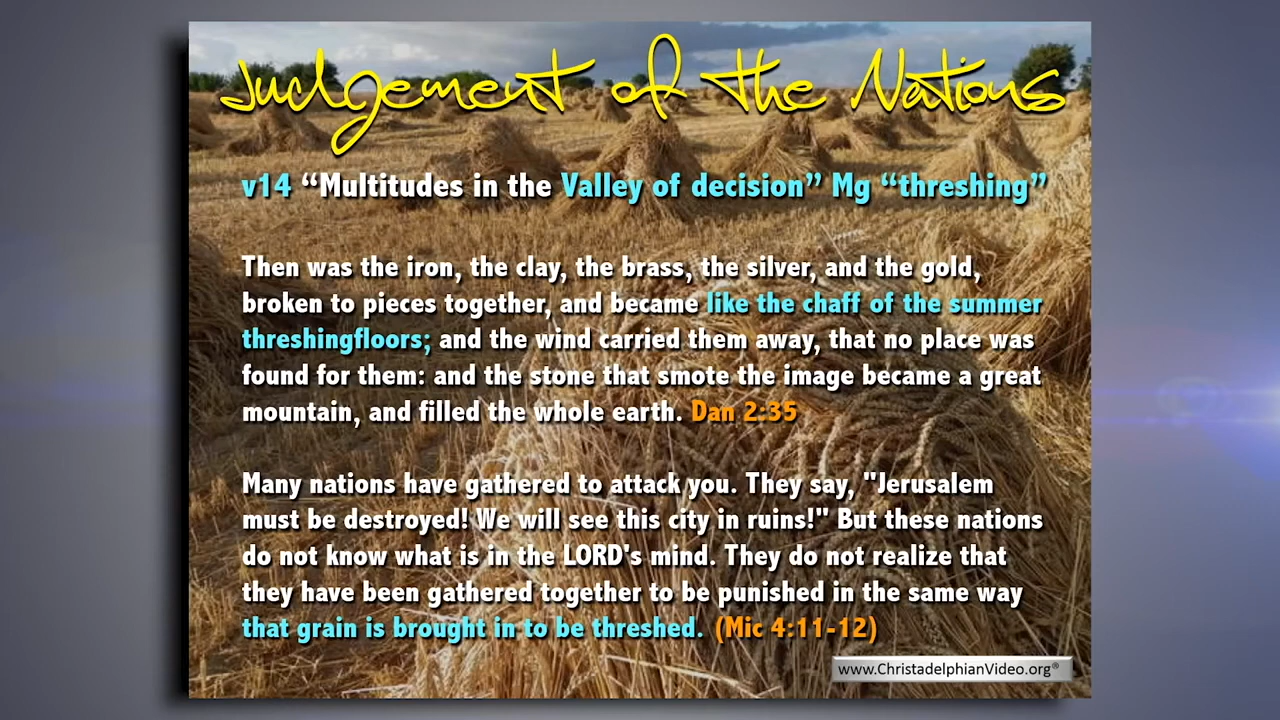 Judgement of the Nations
v14 “Multitudes in the Valley of decision” Mg “threshing”
Then was the iron, the clay, the brass, the silver, and the gold,
broken to pieces together, and became like the chaff of the summer
threshingfloors; and the wind carried them away, that no place was
found for them: and the stone that smote the image became a great
mountain, and filled the whole earth. Dan 2:35
Many nations have gathered to attack you. They say, "Jerusalem
must be destroyed! We will see this city in ruins!" But these nations
do not know what is in the LORD's mind. They do not realize that
they have been gathered together to be punished in the same way
that grain is brought in to be threshed. (Mic 4:11-12)
www.ChristadelphianVideo.org®